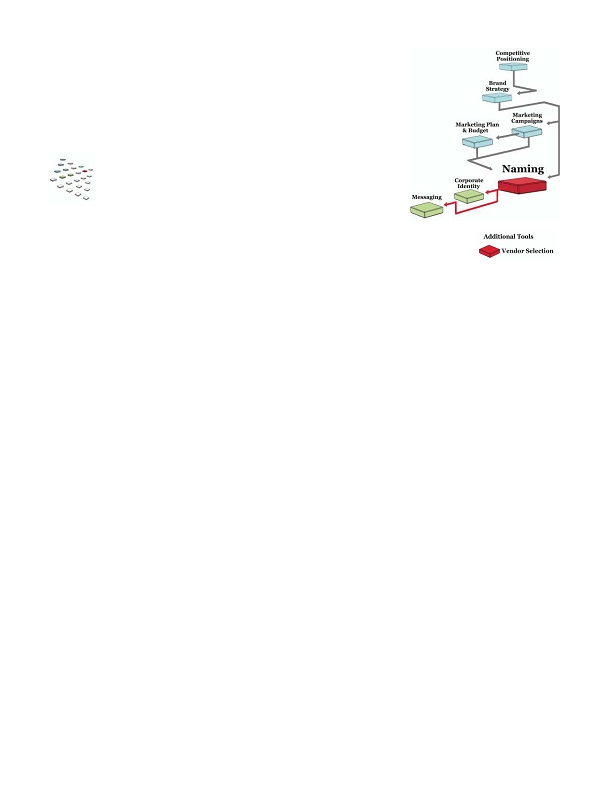 Competitive
Positioning
Brand
Strategy
Marketing
Campaigns
Marketing Plan
& Budget
Naming
Corporate
Identity
Messaging
Additional Tools
Vendor Selection